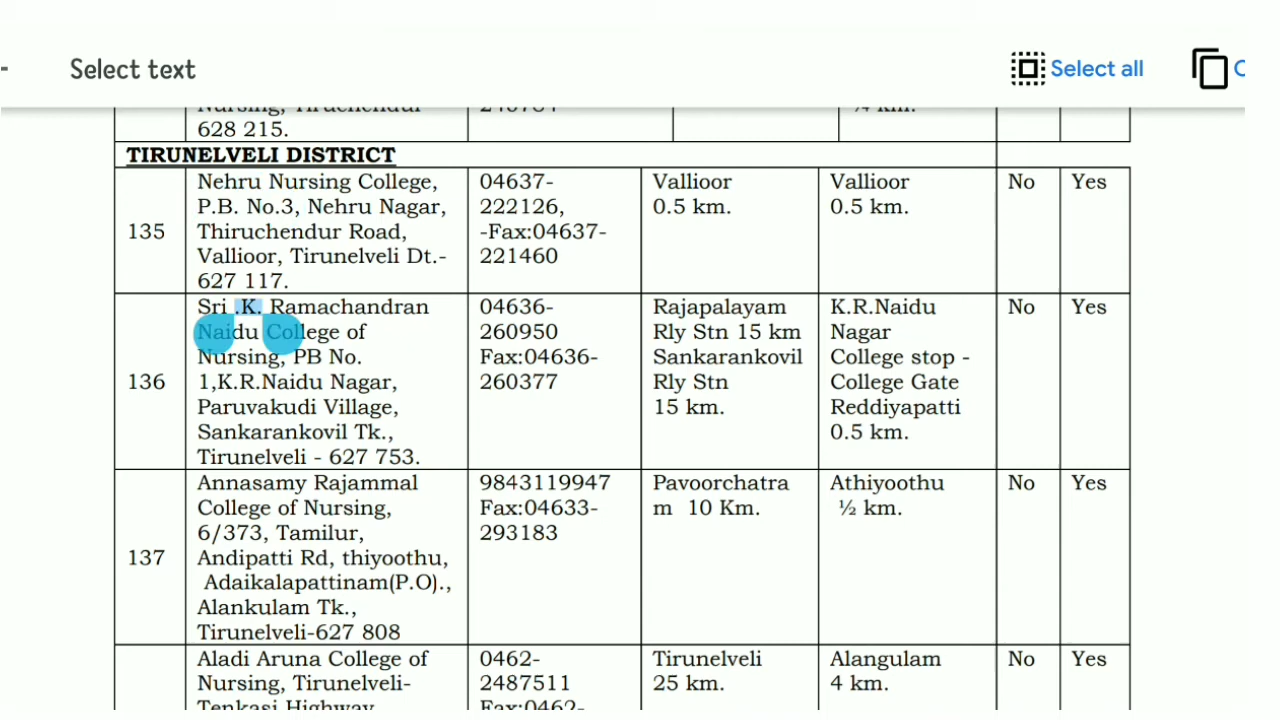 Select text
Select all
628 215.
TIRUNELVELI DISTRICT
135
Nehru Nursing College,
P.B. No.3, Nehru Nagar,
Thiruchendur Road,
Vallioor, Tirunelveli Dt.-
627 117.
04637-
222126,
-Fax:04637-
221460
Vallioor
0.5 km.
Vallioor
0.5 km.
No
Yes
136
Sri .K. Ramachandran
Naidu College of
Nursing, PB No.
1,K.R.Naidu Nagar,
Paruvakudi Village,
Sankarankovil Tk.,
Tirunelveli - 627 753.
04636-
260950
Fax:04636-
260377
Rajapalayam
Rly Stn 15 km
Sankarankovil
Rly Stn
15 km.
K.R.Naidu
Nagar
College stop -
College Gate
Reddiyapatti
0.5 km.
No
Yes
137
Annasamy Rajammal
College of Nursing,
6/373, Tamilur,
Andipatti Rd, thiyoothu,
Adaikalapattinam(P.O).,
Alankulam Tk.,
Tirunelveli-627 808
9843119947
Fax:04633-
293183
Pavoorchatra
m 10 Km.
Athiyoothu
½ km.
No
Yes
Aladi Aruna College of
Nursing, Tirunelveli-
Tenkasi Highway
0462-
2487511
Fax:0462-
Tirunelveli
25 km.
Alangulam
4 km.
No
Yes